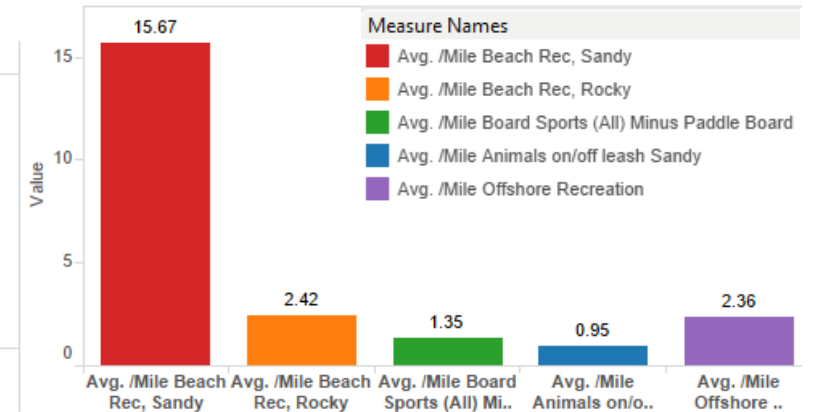 15.67
Measure Names
Avg. /Mile Beach Rec, Sandy
Avg. /Mile Beach Rec, Rocky
Avg. /Mile Board Sports (All) Minus Paddle Board
Avg. /Mile Animals on/off leash Sandy
Avg. /Mile Offshore Recreation
15
10
5
0
Value
2.42
1.35
0.95
2.36
Avg. /Mile Beach
Rec, Sandy
Avg. /Mile Beach
Rec, Rocky
Avg. /Mile Board
Sports (All) Mi..
Avg. /Mile
Animals on/o..
Avg. /Mile
Offshore ..